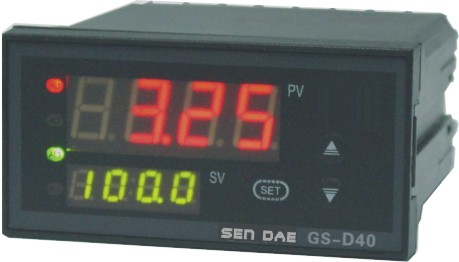 3.25 PV
100.0 SV SET
SEN DAE GS-D40